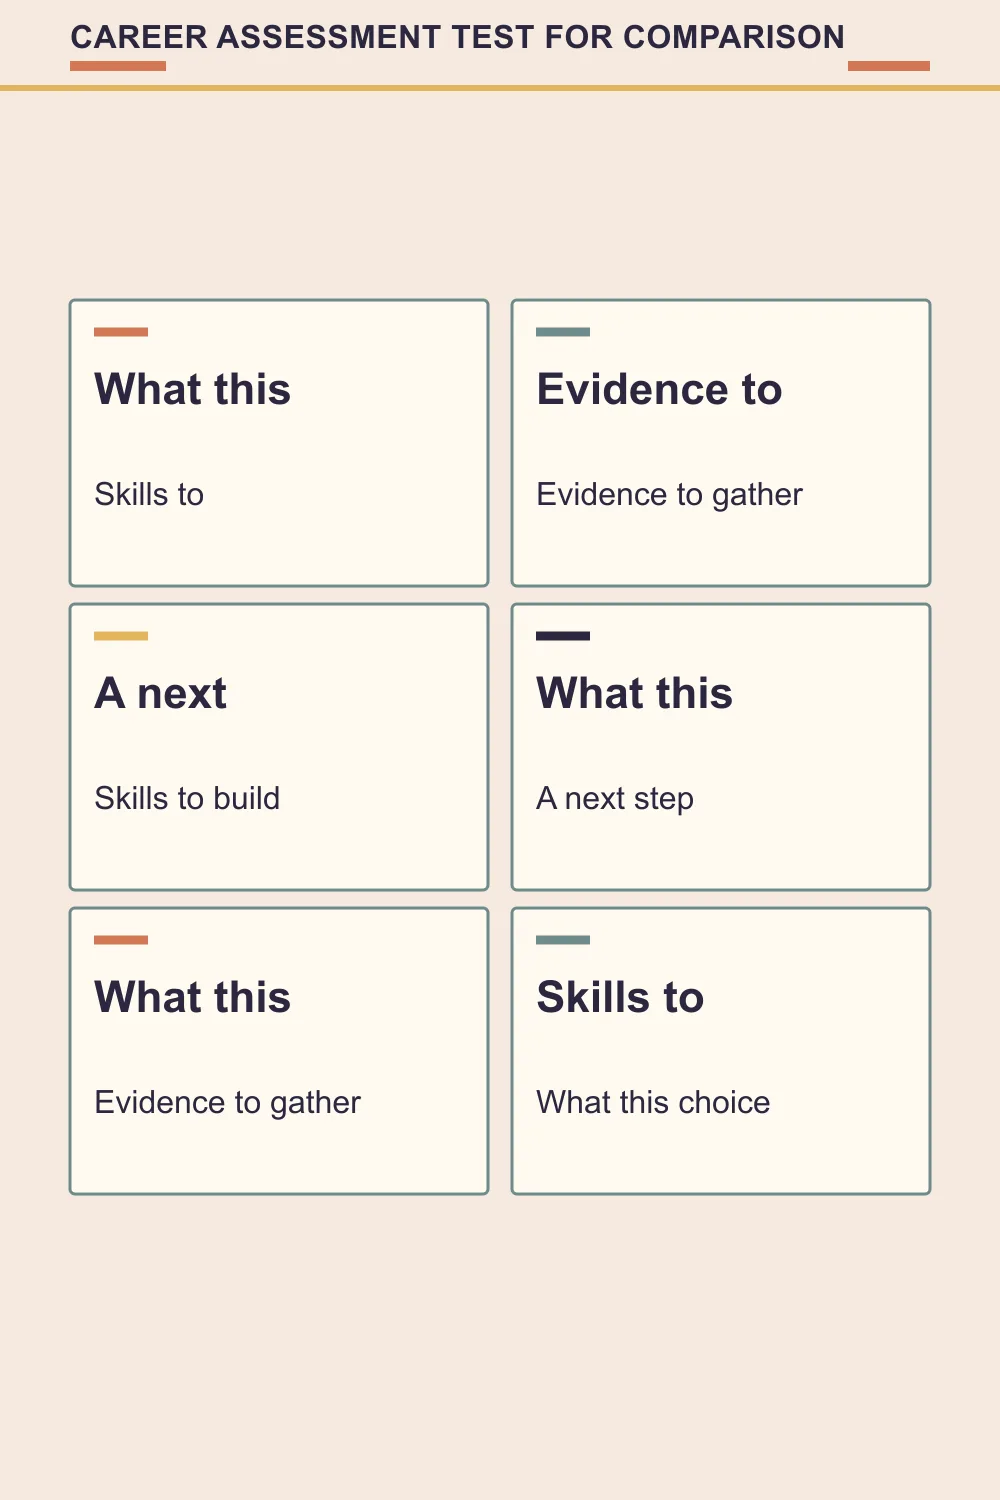 CAREER ASSESSMENT TEST FOR COMPARISON
What this
Skills to
Evidence to
Evidence to gather
A next
Skills to build
What this
A next step
What this
Evidence to gather
Skills to
What this choice